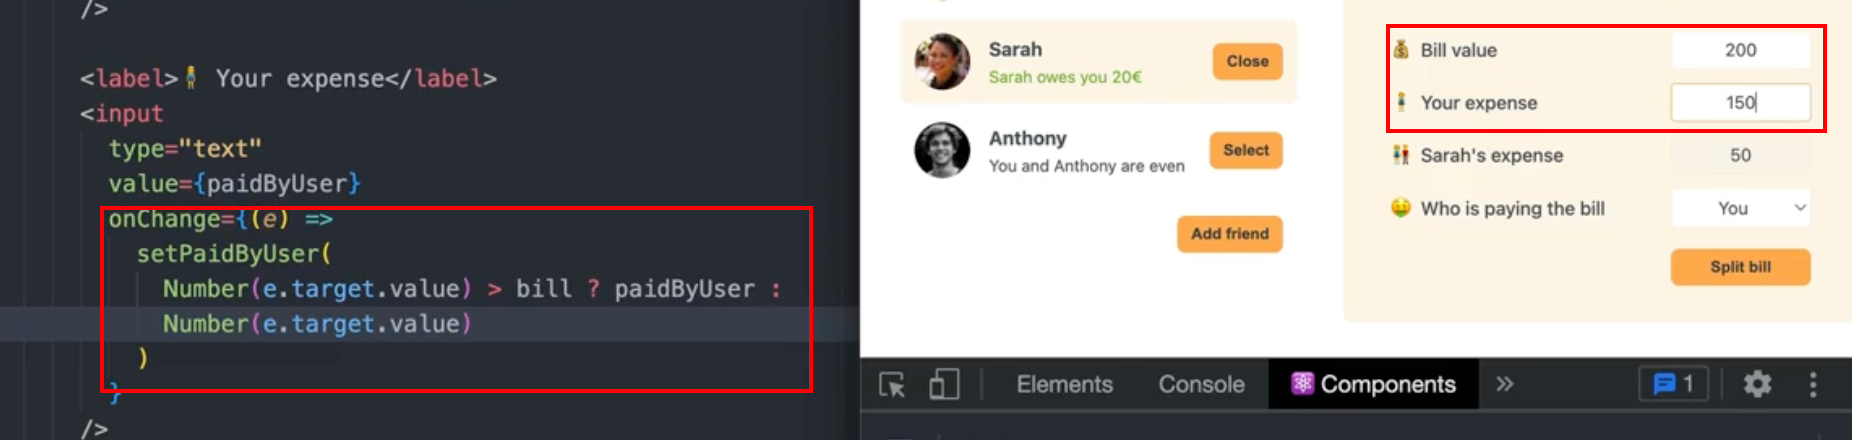 />
<label>🧍‍♀️ Your expense</label>
<input
type="text"
value={paidByUser}
onChange={(e) =>
setPaidByUser(
Number(e.target.value) > bill ? paidByUser :
Number(e.target.value)
)
}
/>
Sarah
Sarah owes you 20€
Close
Anthony
You and Anthony are even
Select
Add friend
💰 Bill value
200
🧍‍♀️ Your expense
150
👫 Sarah's expense
50
🤑 Who is paying the bill
You
Split bill
Elements
Console
⚛️ Components
»
1